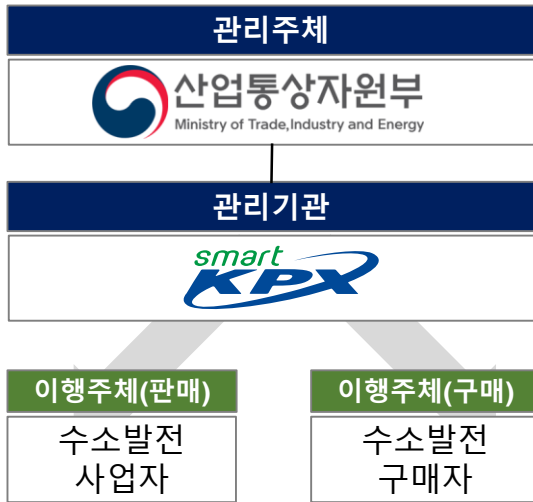 관리주체
산업통상자원부
Ministry of Trade,Industry and Energy
관리기관
smart
KPX
이행주체(판매)
이행주체(구매)
수소발전
사업자
수소발전
구매자